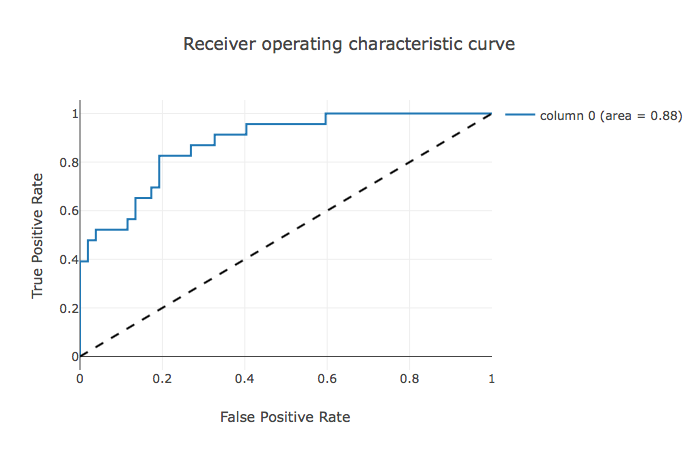 Receiver operating characteristic curve
column 0 (area = 0.88)
True Positive Rate
1
0.8
0.6
0.4
0.2
0
0 0.2 0.4 0.6 0.8 1
False Positive Rate